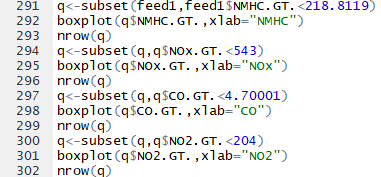 291 q<-subset(feed1,feed1$NMHC.GT.<218.8119)
292 boxplot(q$NMHC.GT.,xlab="NMHC")
293 nrow(q)
294 q<-subset(q,q$NOx.GT.<543)
295 boxplot(q$NOx.GT.,xlab="NOx")
296 nrow(q)
297 q<-subset(q,q$CO.GT.<4.70001)
298 boxplot(q$CO.GT.,xlab="CO")
299 nrow(q)
300 q<-subset(q,q$NO2.GT.<204)
301 boxplot(q$NO2.GT.,xlab="NO2")
302 nrow(q)